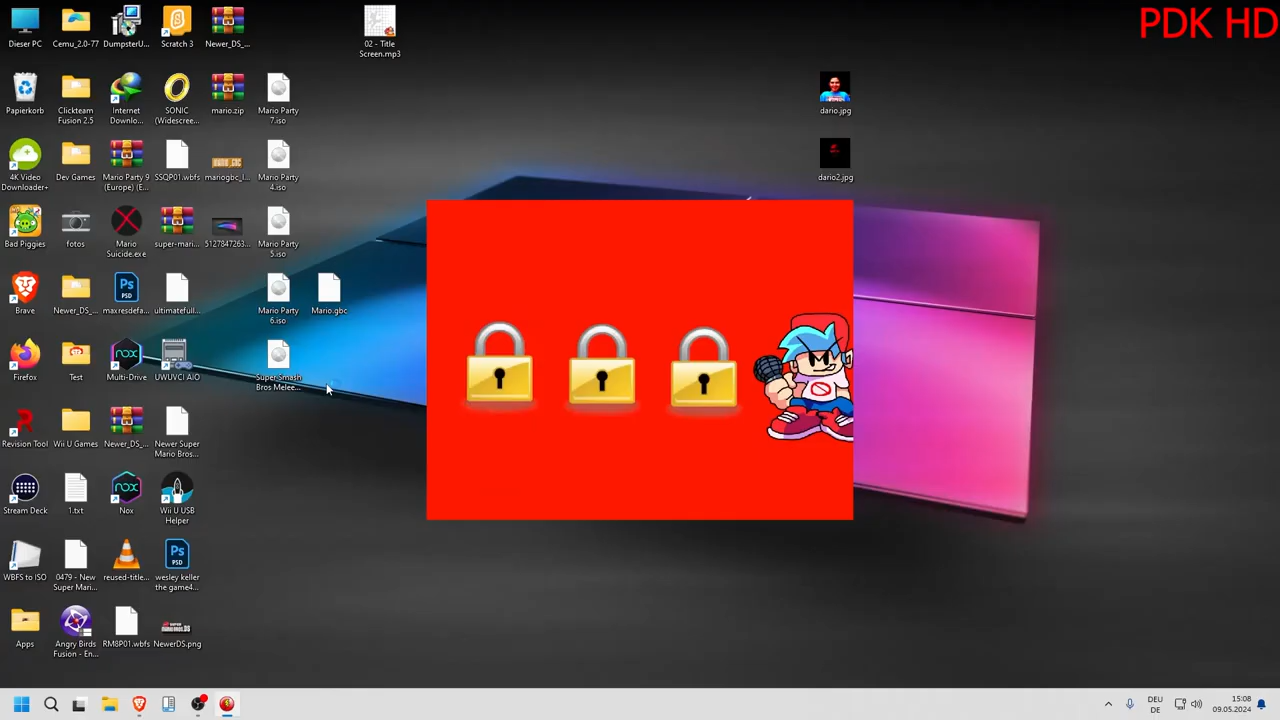 PDK HD
Dieser PC
Cemu_2.0-77
DumpsterU...
Scratch 3
Newer_DS_...
02 - Title
Screen.mp3
Papierkorb
Clickteam
Fusion 2.5
Internet
Downlo...
SONIC
(Widescree...
mario.zip
Mario Party
7.iso
dario.jpg
4K Video
Downloader+
Dev Games
Mario Party 9
(Europe) (E...
SSQP01.wbfs
mariogbc_l...
Mario Party
4.iso
dario2.jpg
Bad Piggies
fotos
Mario
Suicide.exe
super-mari...
5127847263...
Mario Party
5.iso
Brave
Newer_DS_...
maxresdefa...
ultimatefull...
Mario Party
6.iso
Mario.gbc
Firefox
Test
Multi-Drive
UWUVCI AIO
Super Smash
Bros Melee...
Revision Tool
Wii U Games
Newer_DS_...
Newer Super
Mario Bros...
Stream Deck
1.txt
Nox
Wii U USB
Helper
WBFS to ISO
0479 - New
Super Mari...
reused-title...
wesley keller
the game4...
Apps
Angry Birds
Fusion - En...
RM8P01.wbfs
NewerDS.png
DEU
DE
15:08
09.05.2024